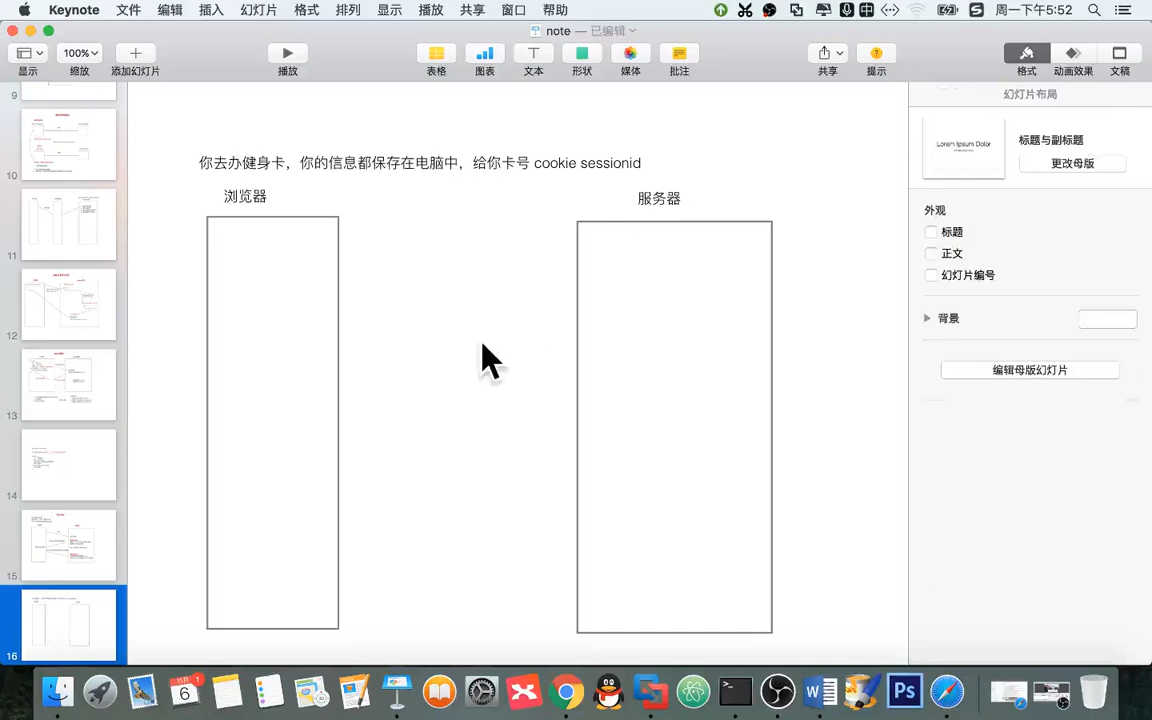 Keynote 文件 编辑 插入 幻灯片 格式 排列 显示 播放 共享 窗口 帮助 周一下午5:52
note — 已编辑
100%
显示 缩放 添加幻灯片 播放 表格 图表 文本 形状 媒体 批注 共享 提示 格式 动画效果 文稿
9
10
11
12
13
14
15
16
你去办健身卡，你的信息都保存在电脑中，给你卡号 cookie sessionid
浏览器
服务器
幻灯片布局
Lorem Ipsum Dolor
标题与副标题
更改母版
外观
标题
正文
幻灯片编号
背景
编辑母版幻灯片
6
1
Ps